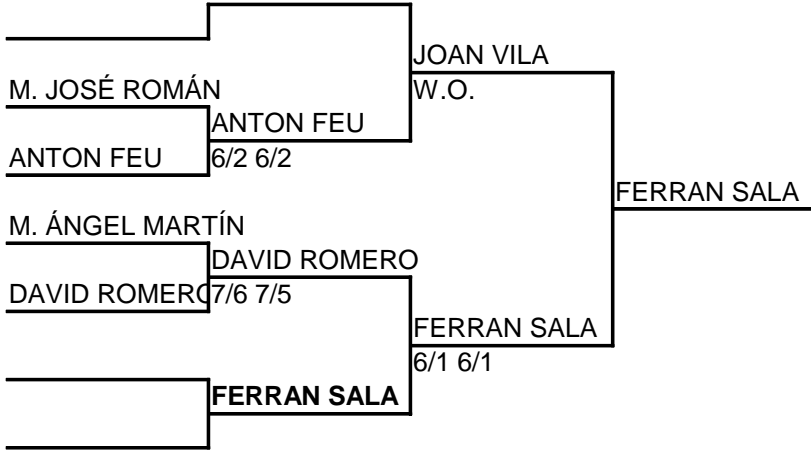 JOAN VILA
M. JOSÉ ROMÁN
W.O.
ANTON FEU
ANTON FEU
6/2 6/2
FERRAN SALA
M. ÁNGEL MARTÍN
DAVID ROMERO
DAVID ROMERO
7/6 7/5
FERRAN SALA
6/1 6/1
FERRAN SALA